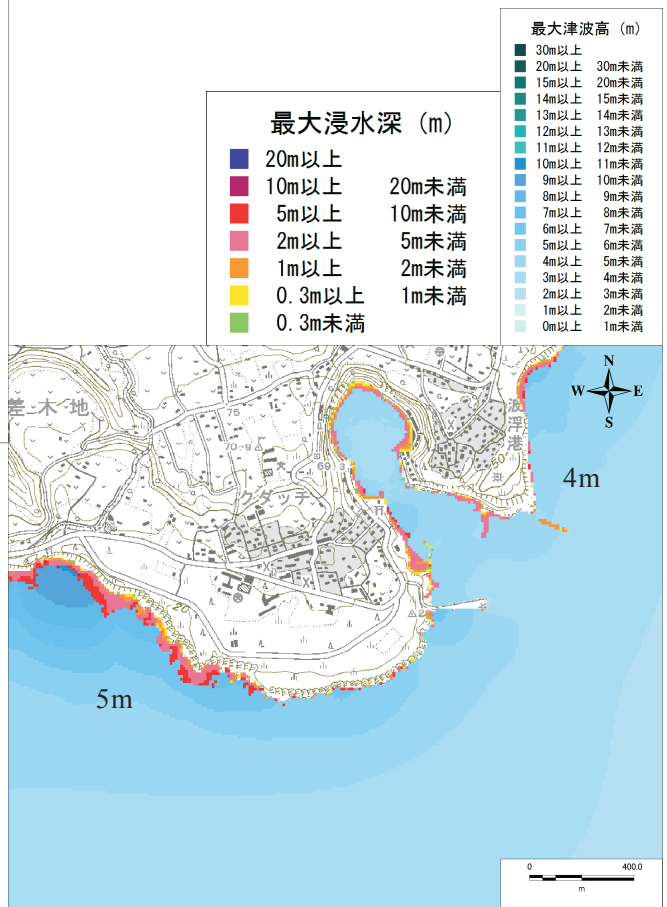 最大津波高 (m)
30m以上
20m以上 30m未満
15m以上 20m未満
14m以上 15m未満
13m以上 14m未満
12m以上 13m未満
11m以上 12m未満
10m以上 11m未満
9m以上 10m未満
8m以上 9m未満
7m以上 8m未満
6m以上 7m未満
5m以上 6m未満
4m以上 5m未満
3m以上 4m未満
2m以上 3m未満
1m以上 2m未満
0m以上 1m未満
最大浸水深 (m)
20m以上
10m以上 20m未満
5m以上 10m未満
2m以上 5m未満
1m以上 2m未満
0.3m以上 1m未満
0.3m未満
N
W E
S
差木地
75
70.9
69.3
波浮港
50
クダッチ
4m
20
5m
0 400.0
m